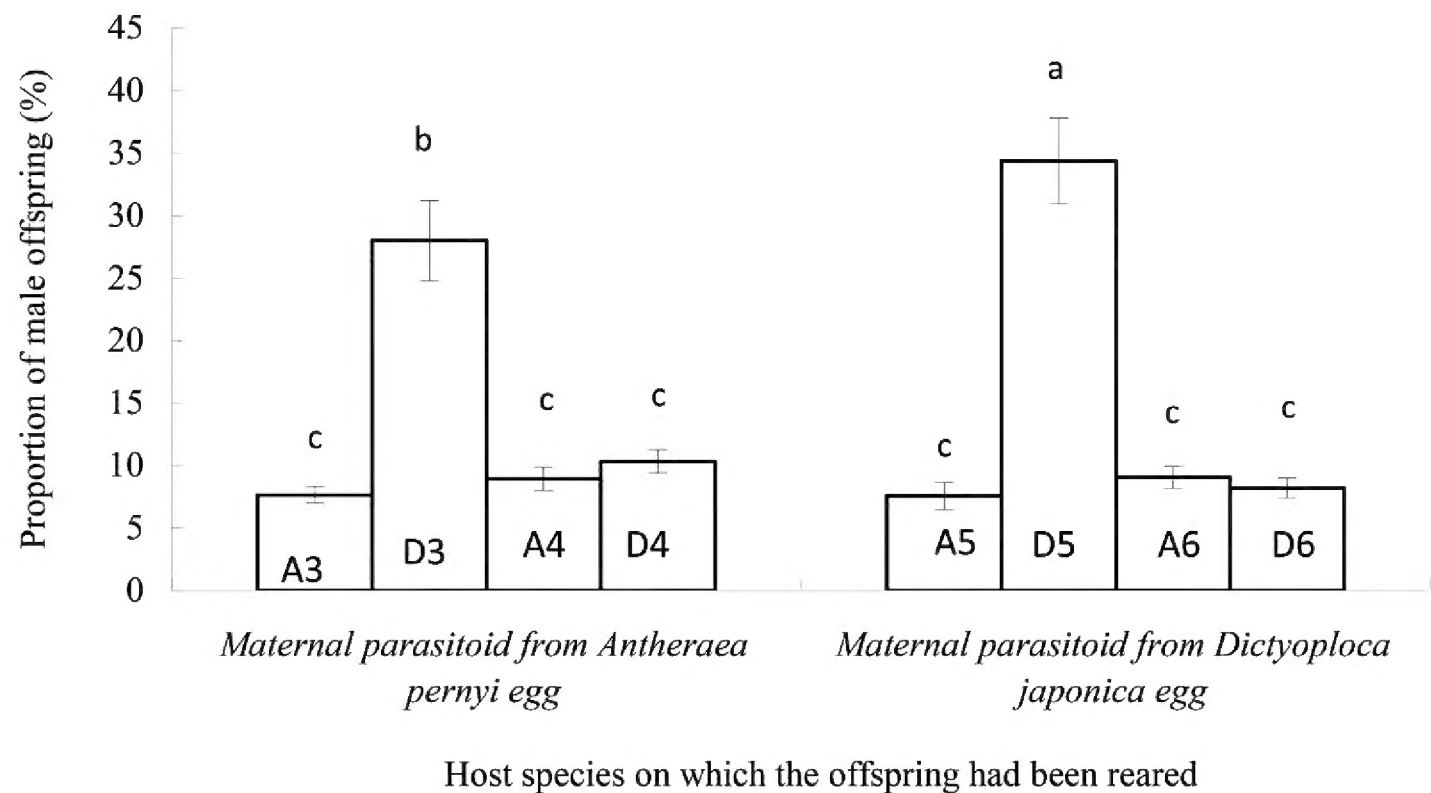 Proportion of male offspring (%)
45
40
35
30
25
20
15
10
5
0
c
b
c
c
c
a
c
c
A3
D3
A4
D4
A5
D5
A6
D6
Maternal parasitoid from Antheraea
pernyi egg
Maternal parasitoid from Dictyoploca
japonica egg
Host species on which the offspring had been reared